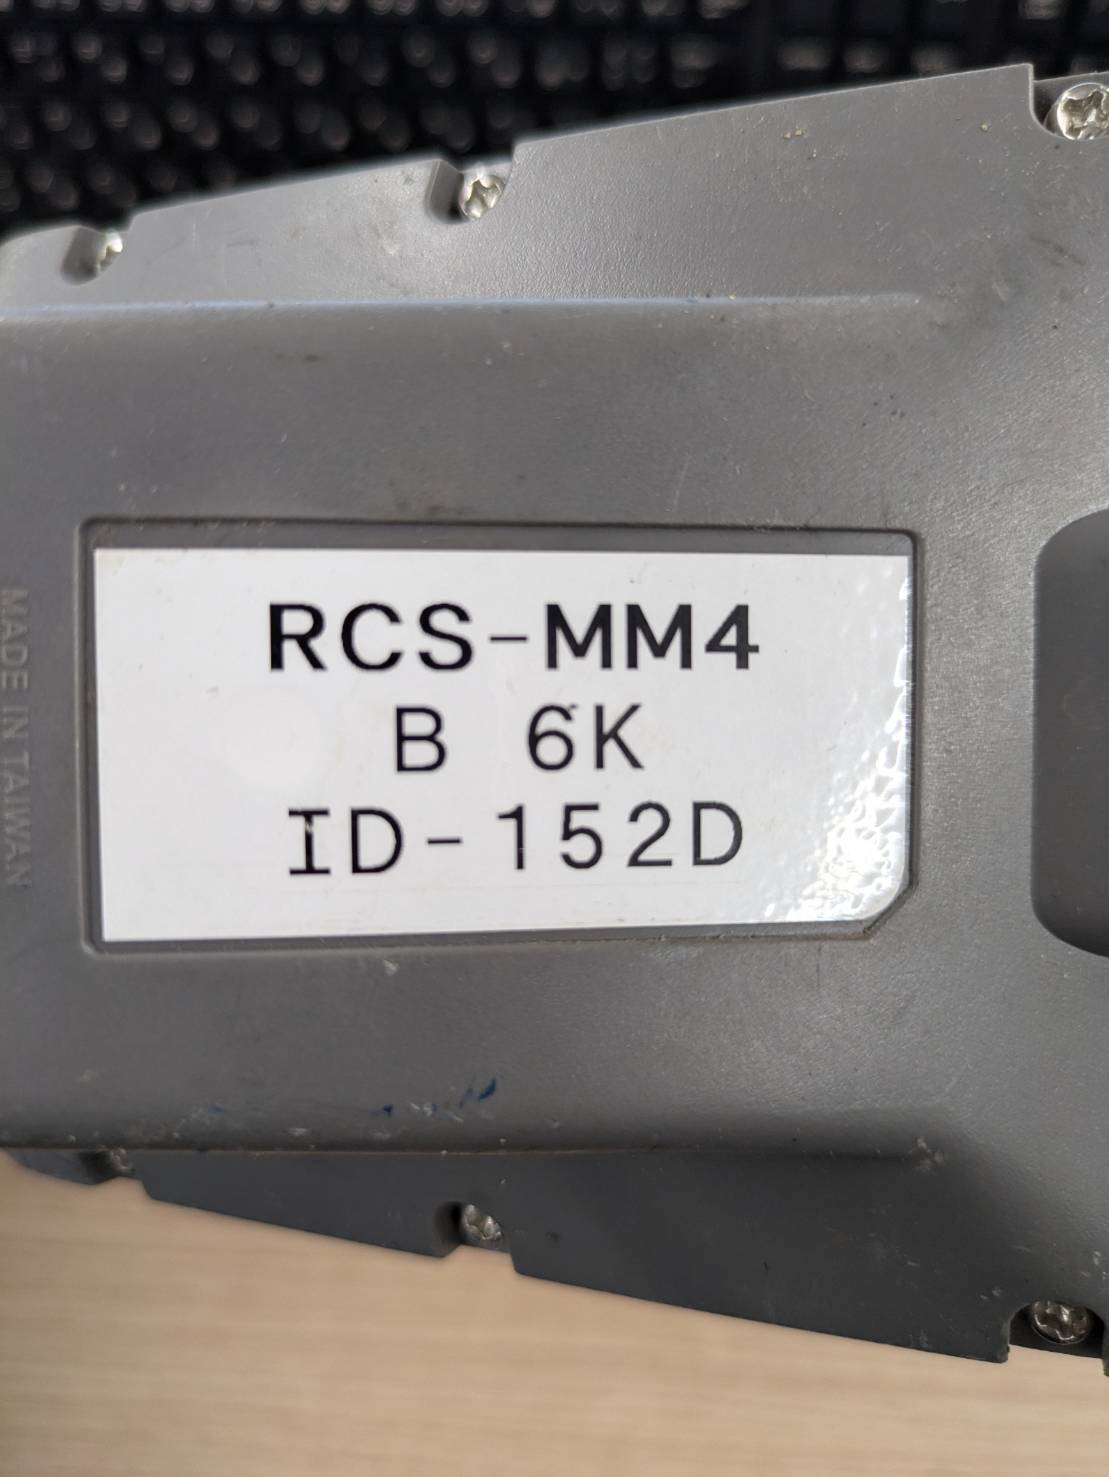 RCS-MM4
B 6K
ID-152D
MADE IN TAIWAN